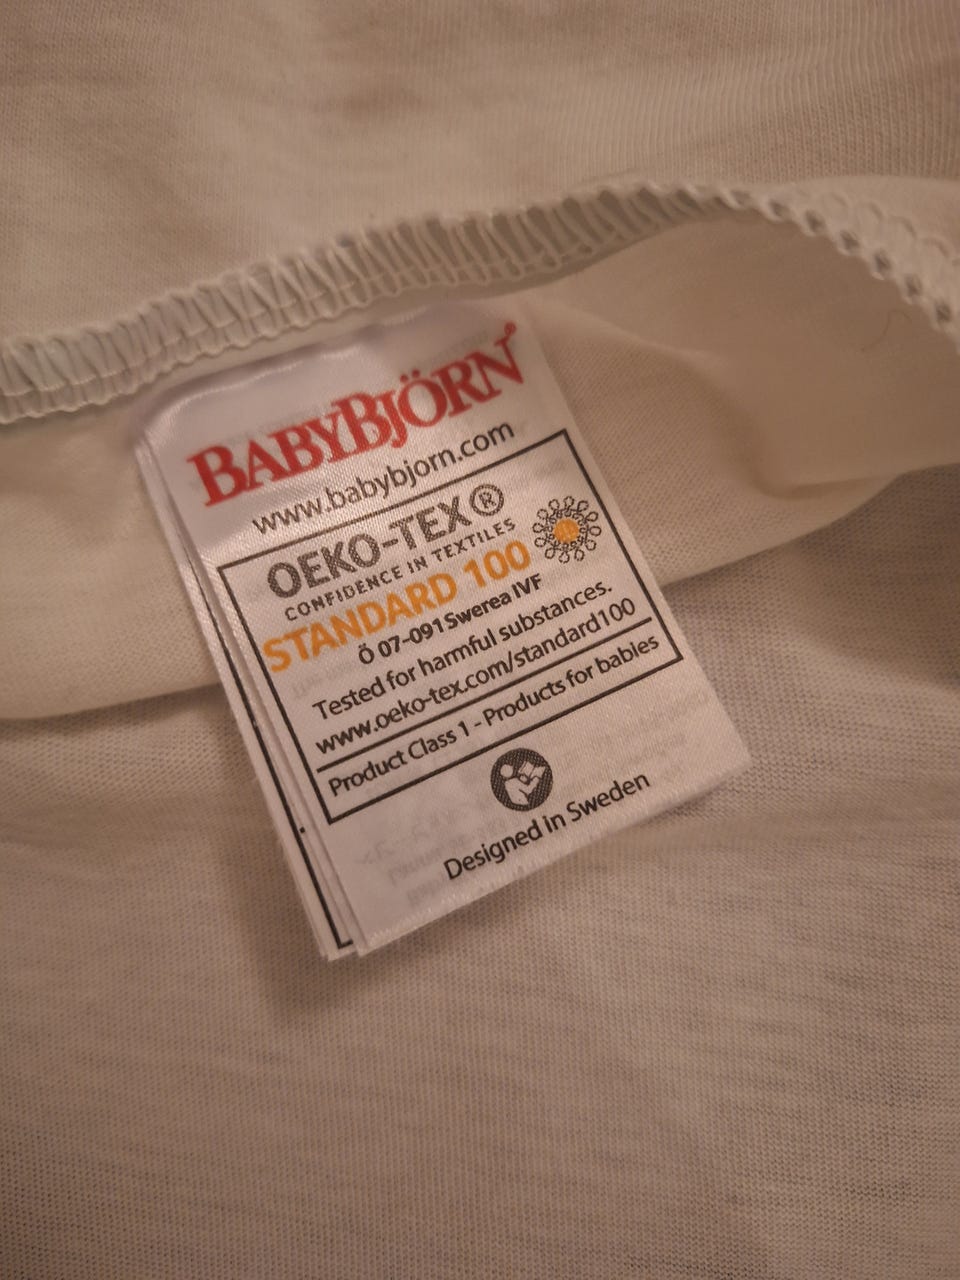 BABYBJÖRN®
www.babybjorn.com
OEKO-TEX®
CONFIDENCE IN TEXTILES
STANDARD 100
Ö 07-091 Swerea IVF
Tested for harmful substances.
www.oeko-tex.com/standard100
Product Class 1 - Products for babies
Designed in Sweden